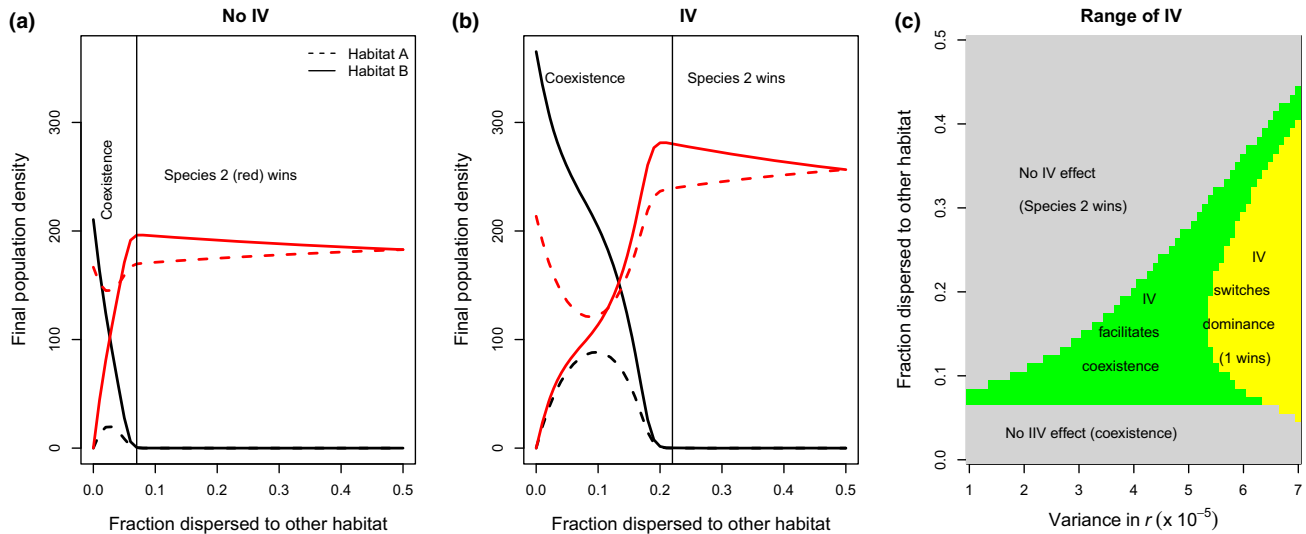 (a)
No IV
Final population density
300
200
100
0
Coexistence
Habitat A
Habitat B
Species 2 (red) wins
0.0 0.1 0.2 0.3 0.4 0.5
Fraction dispersed to other habitat
(b)
IV
Final population density
300
200
100
0
Coexistence
Species 2 wins
0.0 0.1 0.2 0.3 0.4 0.5
Fraction dispersed to other habitat
(c)
Range of IV
Fraction dispersed to other habitat
0.5
0.4
0.3
0.2
0.1
0.0
No IV effect
(Species 2 wins)
IV
facilitates
coexistence
IV
switches
dominance
(1 wins)
No IIV effect (coexistence)
1 2 3 4 5 6 7
Variance in r (x 10⁻⁵)